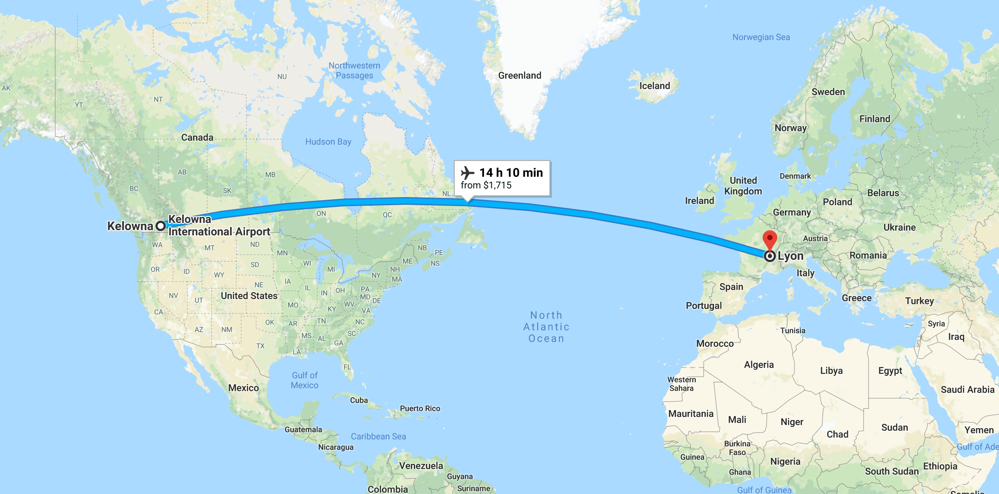 Norwegian Sea
Northwestern
Passages
NU
Greenland
Iceland
AK
Sweden
NT
YT
Finland
Norway
Canada
Hudson Bay
14 h 10 min
from $1,715
AB
MB
Denmark
United
Kingdom
BC
SK
NL
Belarus
Ireland
Poland
Germany
ON
QC
Kelowna
Kelowna
International Airport
Ukraine
Austria
WA
MT
ND
MN
NB
PE
Lyon
Romania
ME
NS
WI
SD
OR
ID
WY
MI
NH
NY
MA
Italy
IA
NE
IL
IN
OH
PA
Spain
NV
UT
United States
MD
DE
Greece
Turkey
MO
WV
KY
VA
Portugal
CA
North
Atlantic
Ocean
OK
AR
TN
NC
Syria
AZ
NM
MS
AL
SC
Tunisia
Iraq
TX
GA
Morocco
LA
FL
Algeria
Libya
Egypt
Gulf of
Mexico
Western
Sahara
Mexico
Saudi Arabia
Cuba
Puerto Rico
Mauritania
Mali
Niger
Guatemala
Sudan
Yemen
Chad
Caribbean Sea
Nicaragua
Burkina
Faso
Gulf of Ade
Guinea
Nigeria
Venezuela
Ethiopia
Ghana
South Sudan
Guyana
Colombia
Suriname
Gulf of Guinea
Somalia